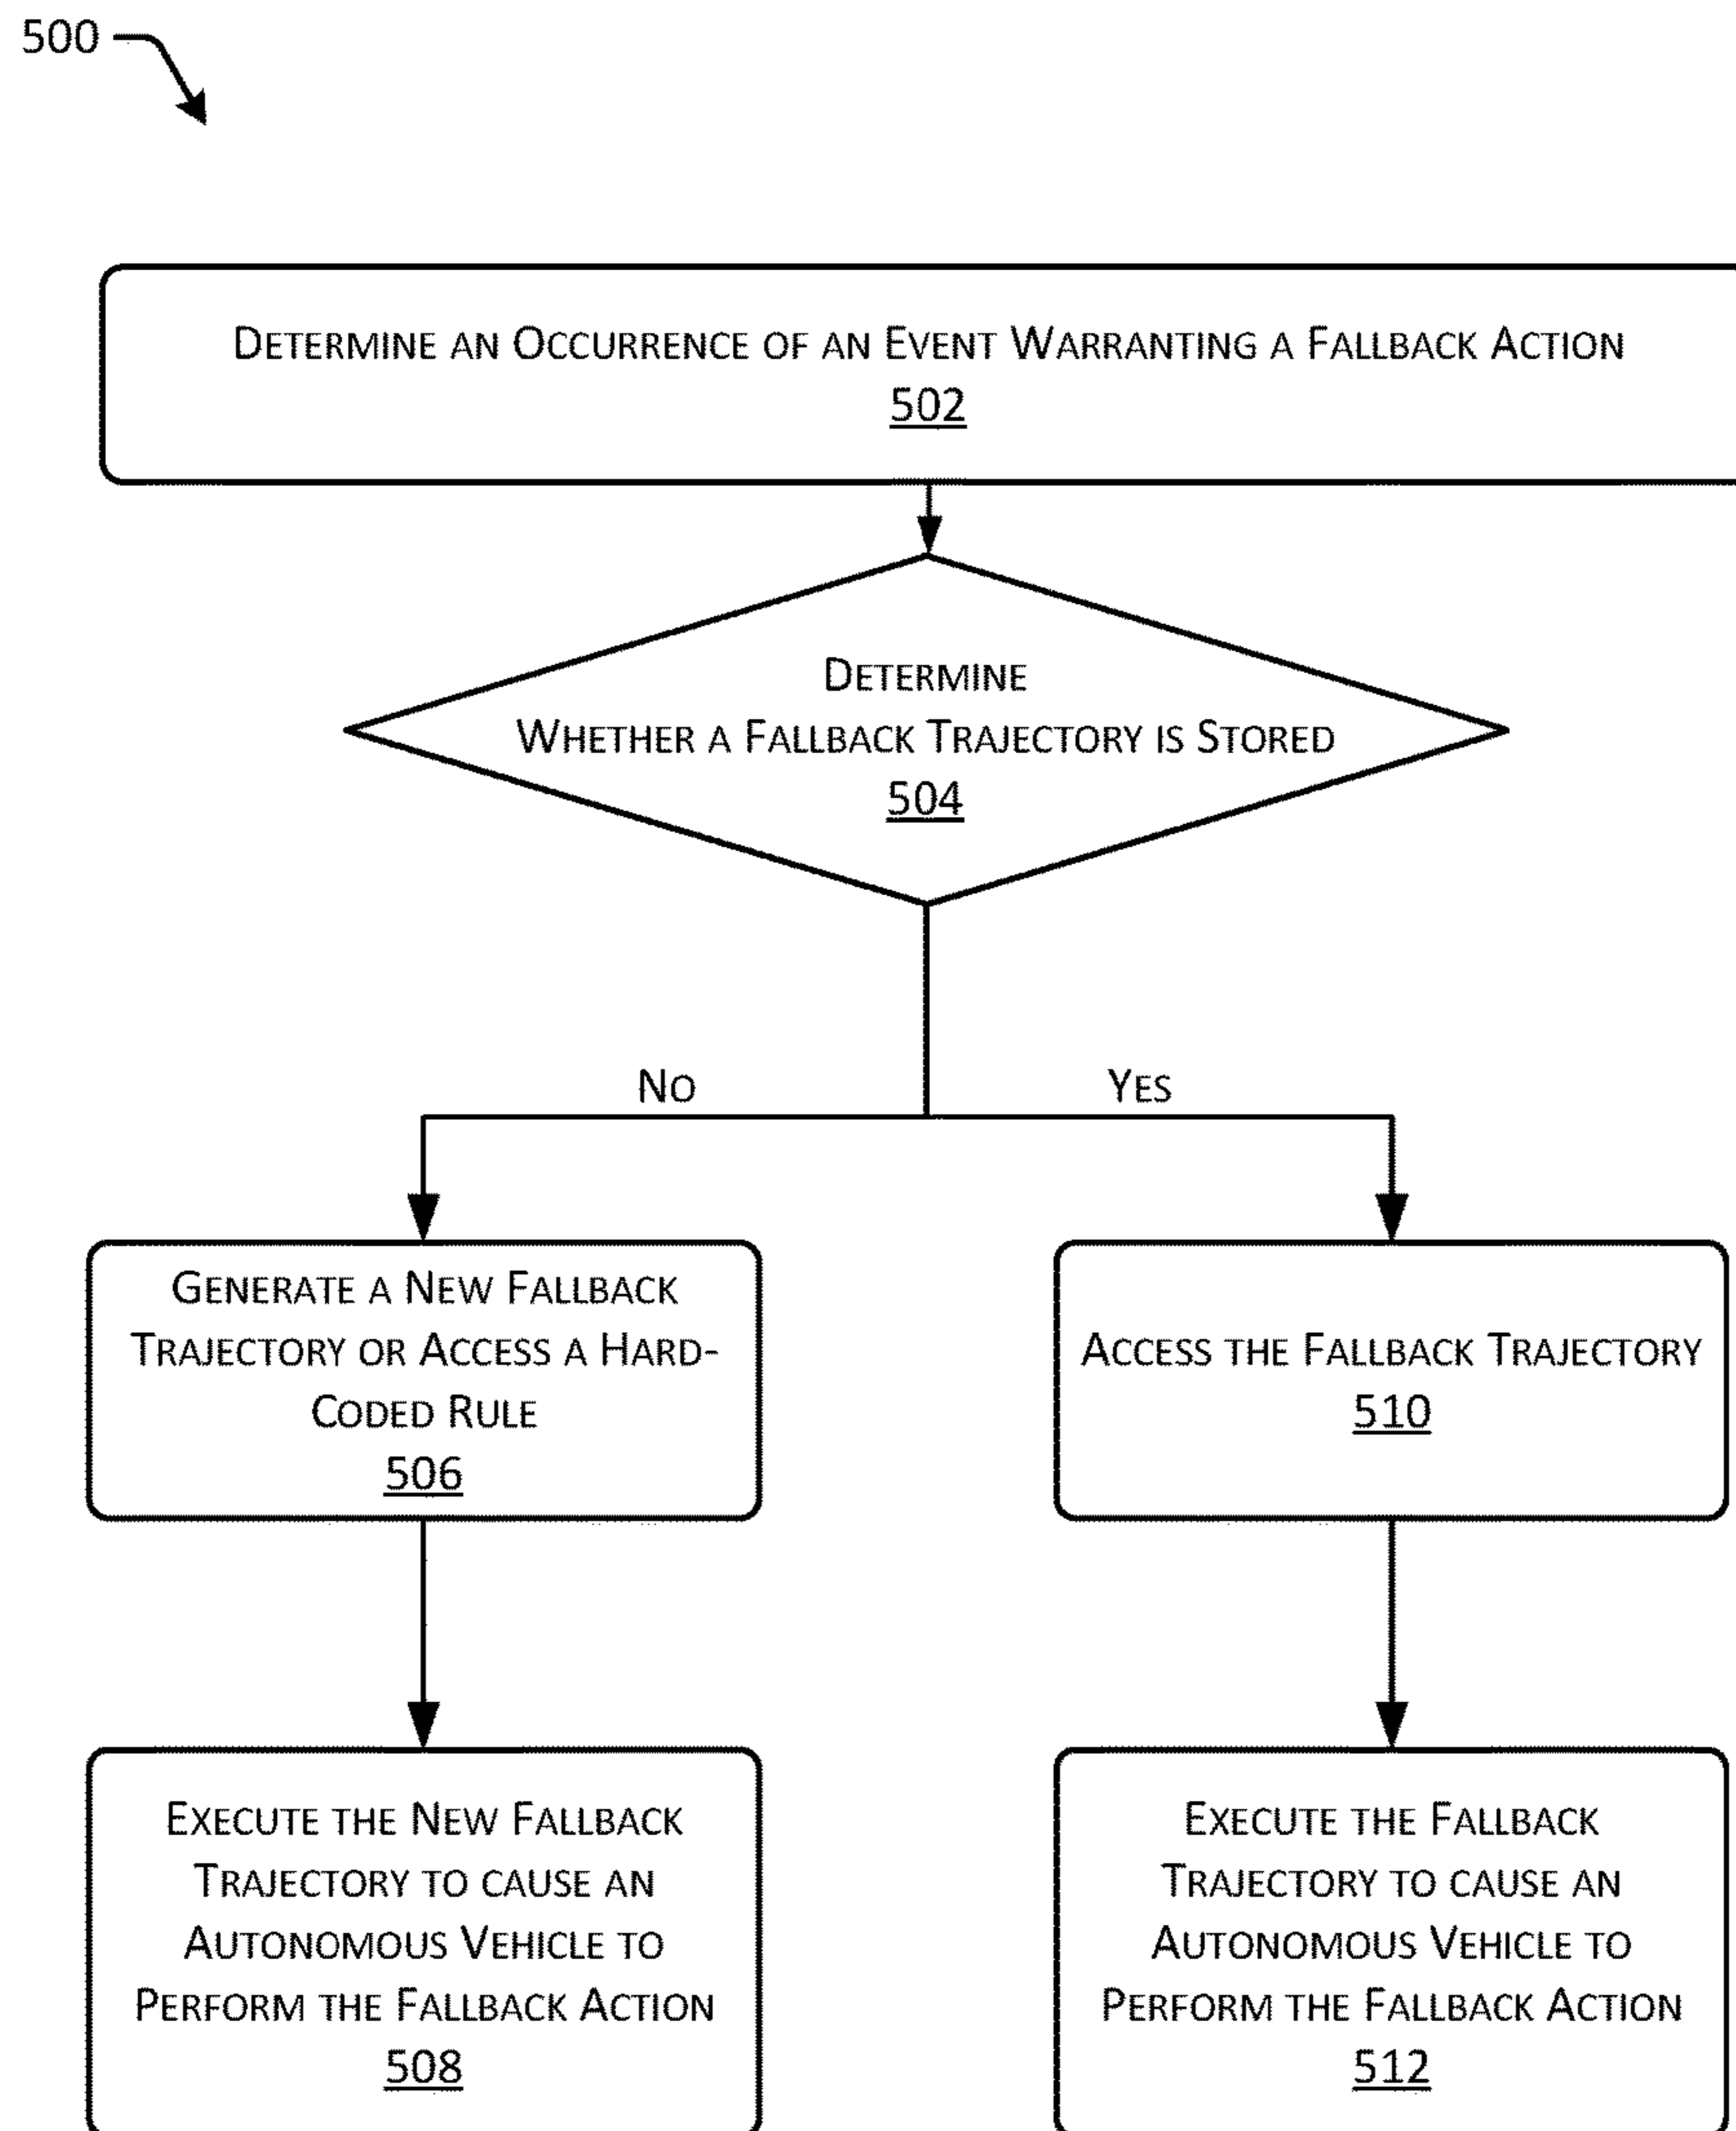 500
Determine an Occurrence of an Event Warranting a Fallback Action
502
Determine
Whether a Fallback Trajectory is Stored
504
No
Yes
Generate a New Fallback
Trajectory or Access a Hard-
Coded Rule
506
Access the Fallback Trajectory
510
Execute the New Fallback
Trajectory to cause an
Autonomous Vehicle to
Perform the Fallback Action
508
Execute the Fallback
Trajectory to cause an
Autonomous Vehicle to
Perform the Fallback Action
512